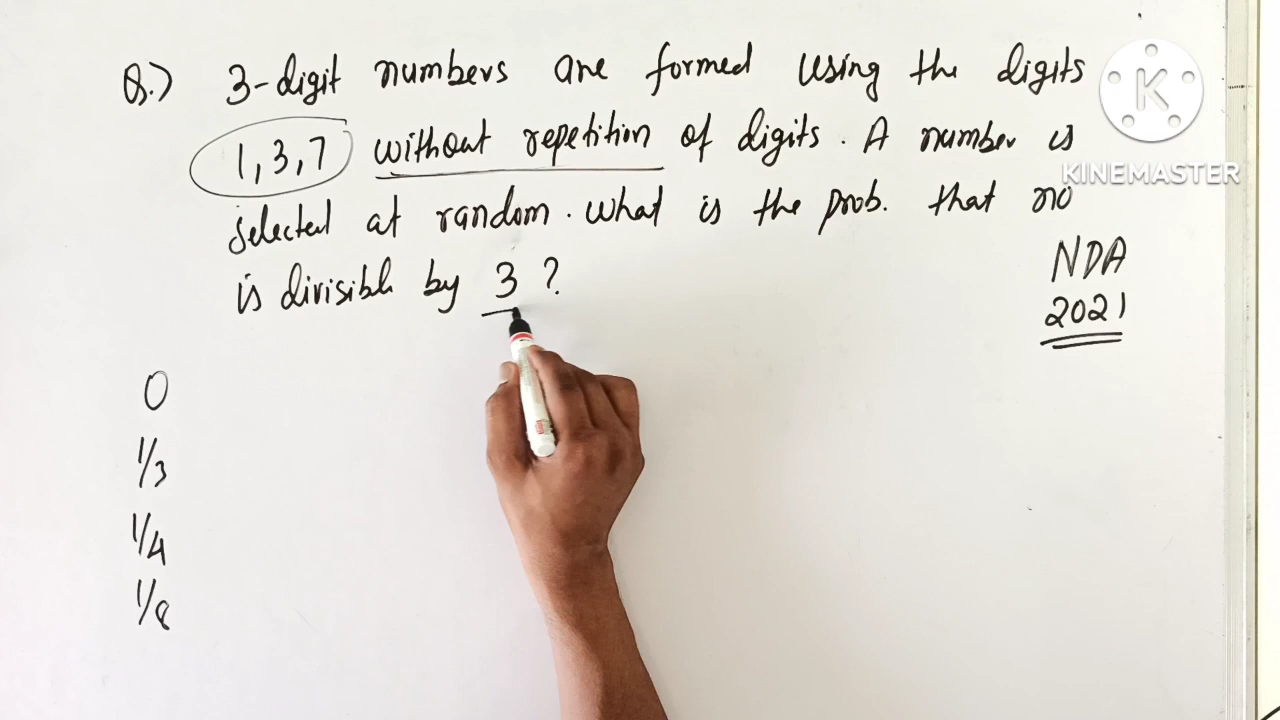 Q.) 3-digit numbers are formed using the digits
1,3,7 without repetition of digits. A number is
selected at random. What is the prob. that no
is divisible by 3 ?
K
KINEMASTER
NDA
2021
0
1/3
1/4
1/8